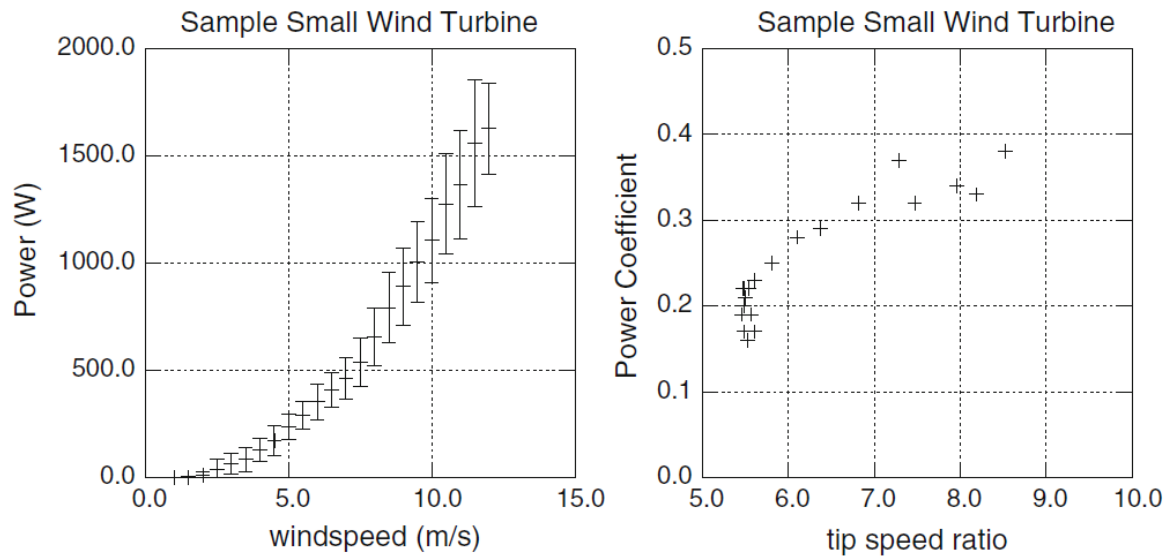 Sample Small Wind Turbine
2000.0
1500.0
1000.0
500.0
0.0
Power (W)
0.0 5.0 10.0 15.0
windspeed (m/s)
Sample Small Wind Turbine
0.5
0.4
0.3
0.2
0.1
0.0
Power Coefficient
5.0 6.0 7.0 8.0 9.0 10.0
tip speed ratio